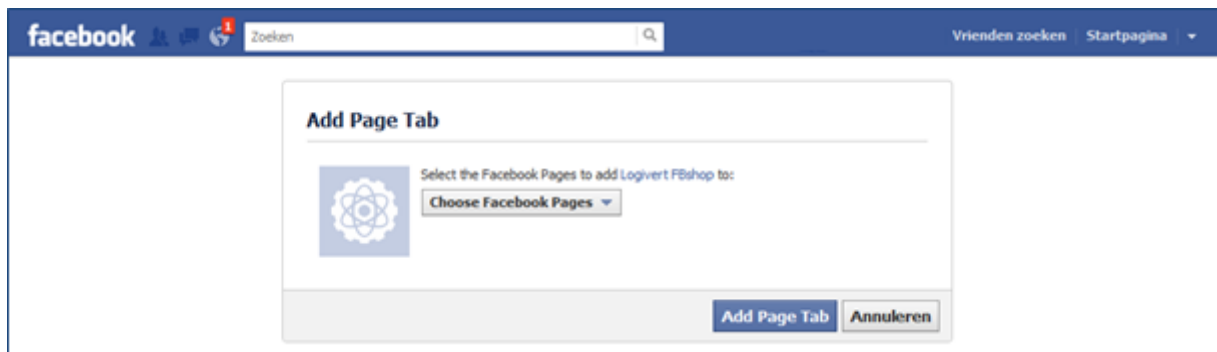 facebook 1 Zoeken Vrienden zoeken Startpagina
Add Page Tab
Select the Facebook Pages to add Logivert FBshop to:
Choose Facebook Pages
Add Page Tab Annuleren